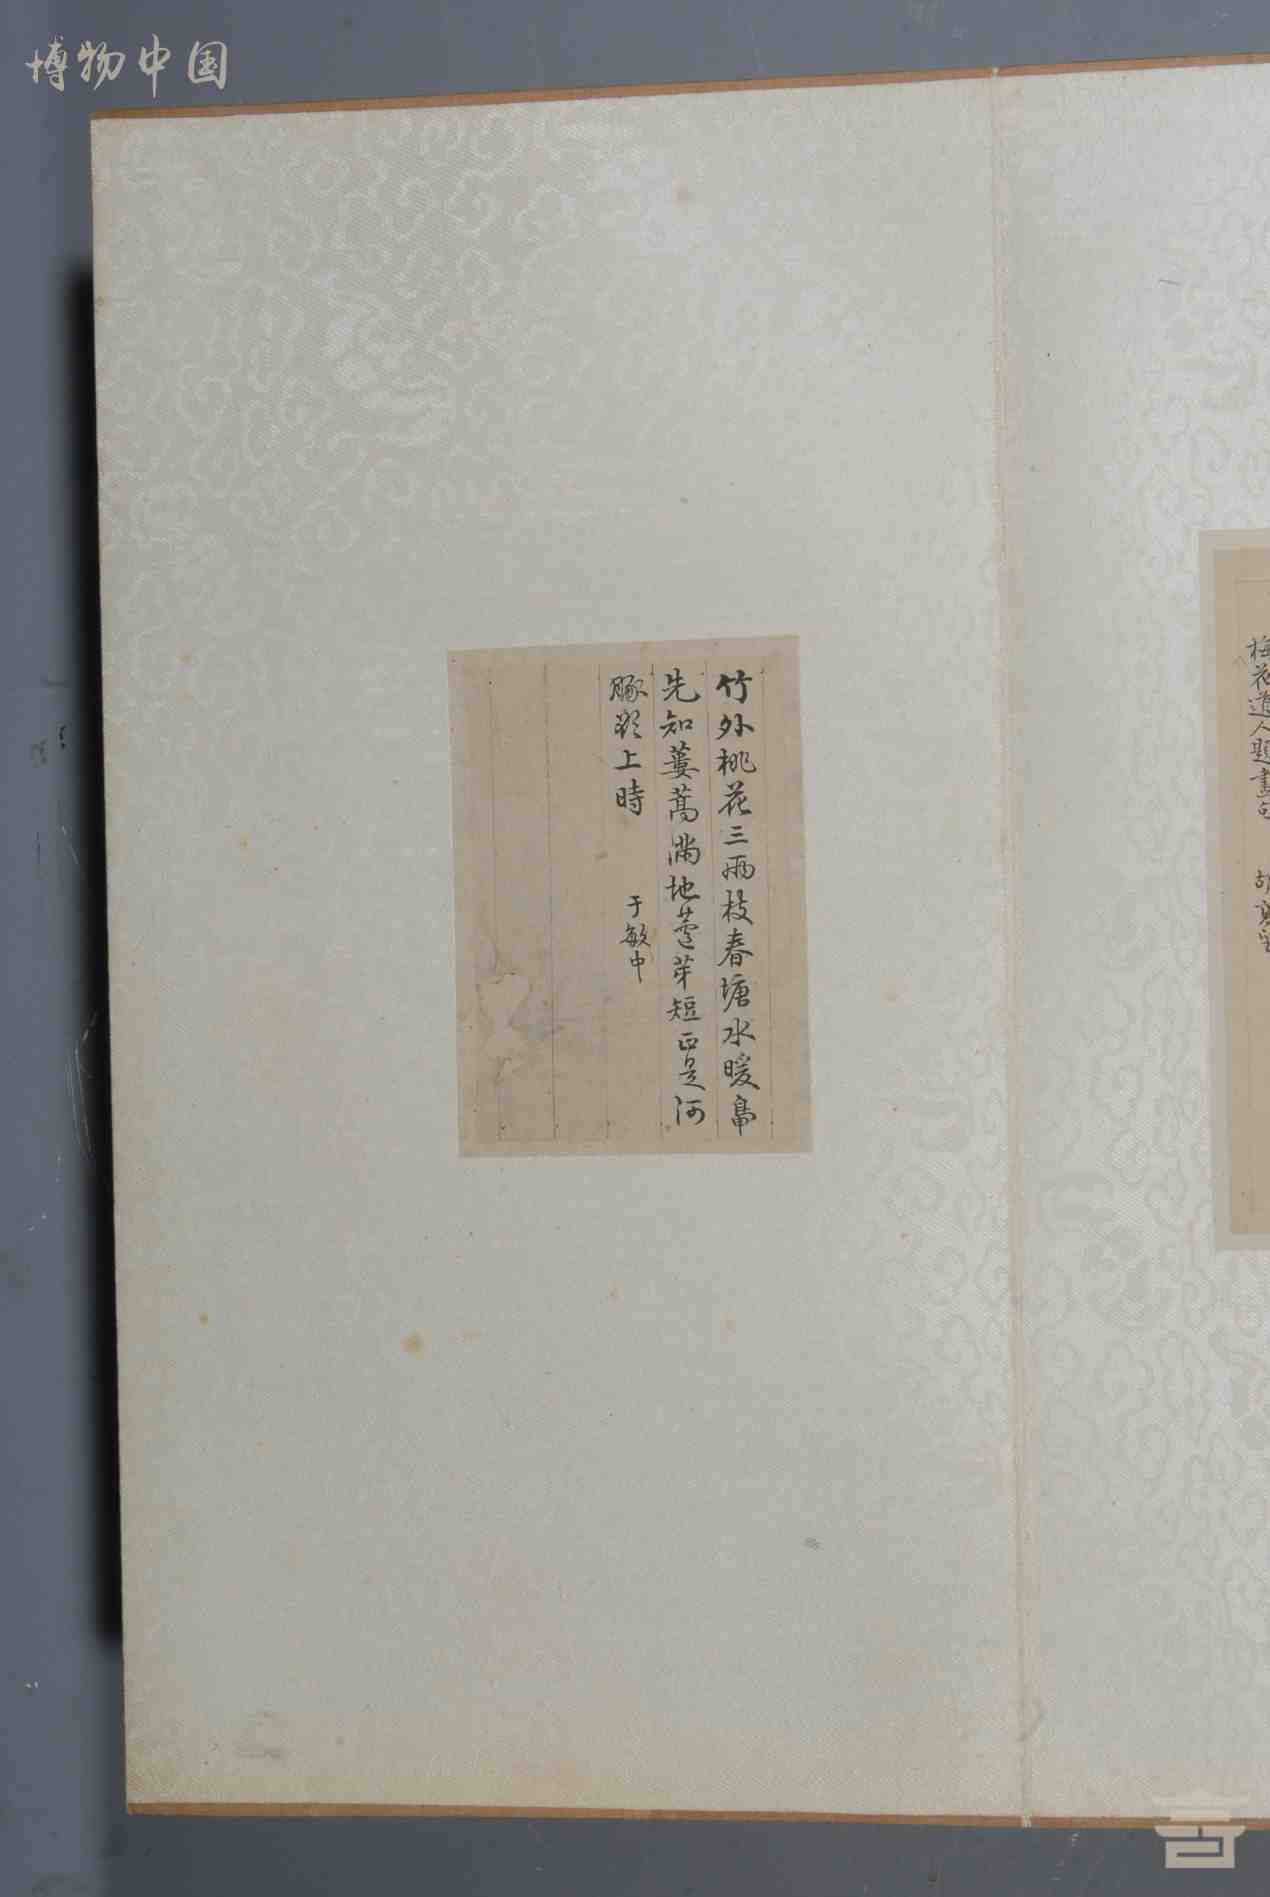 博物中国
梅花道人題畫句
竹外桃花三兩枝春塘水暖鳧
先知蔞蒿滿地蘆芽短正是河
豚欲上時
于敏中